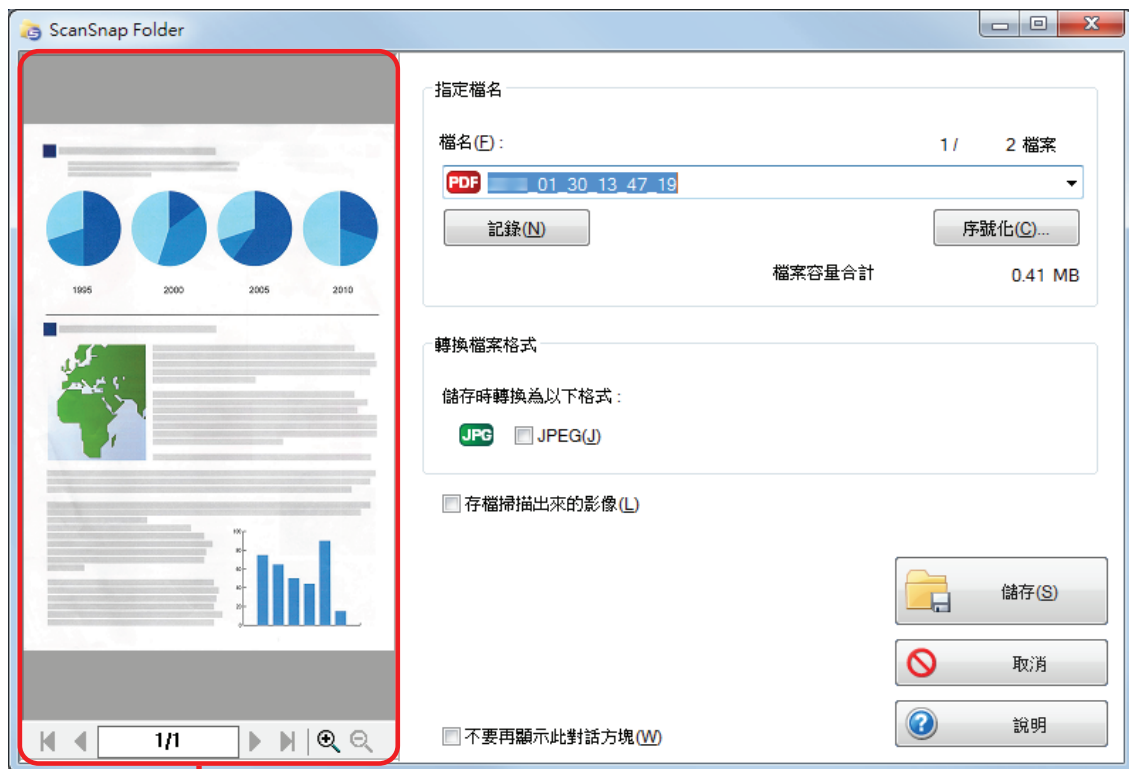 ScanSnap Folder
指定檔名
檔名(F) :
1 / 2 檔案
PDF _01_30_13_47_19
記錄(N)
序號化(C)...
檔案容量合計 0.41 MB
轉換檔案格式
儲存時轉換為以下格式 :
JPG JPEG(J)
存檔掃描出來的影像(L)
儲存(S)
取消
說明
不要再顯示此對話方塊(W)
1995 2000 2005 2010
1/1